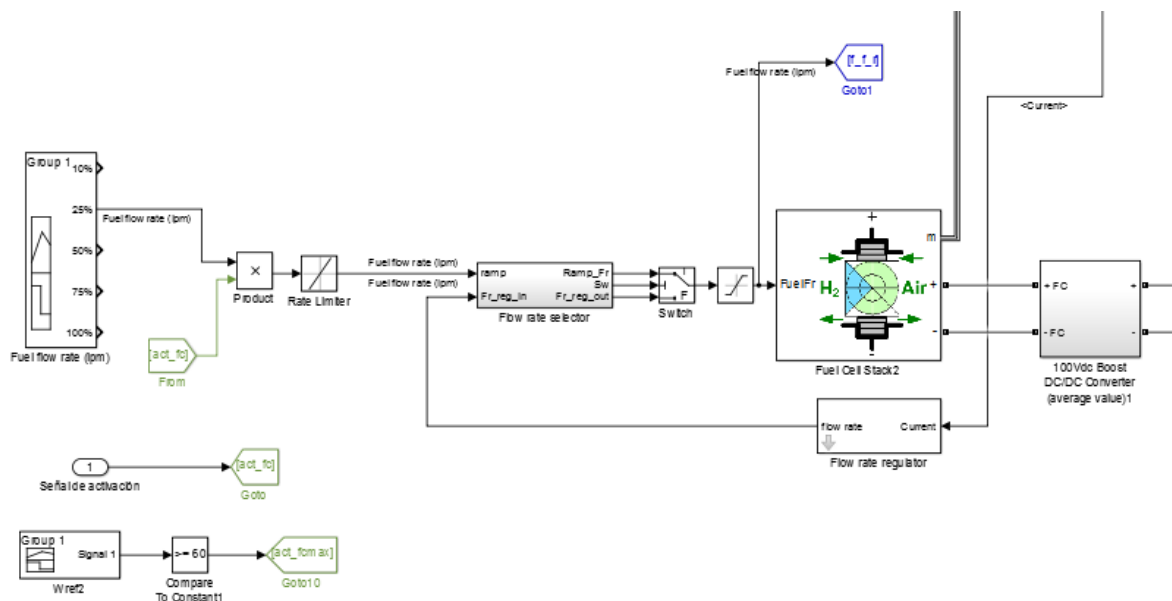 [f_f_r]
Fuel flow rate (lpm)
Goto1
<Current>
Group 1
10%
25%
50%
75%
100%
Fuel flow rate (lpm)
Fuel flow rate (lpm)
×
Product
Rate Limiter
[act_fc]
From
Fuel flow rate (lpm)
Fuel flow rate (lpm)
ramp
Fr_reg_in
Ramp_Fr
Sw
Fr_reg_out
Flow rate selector
T
F
Switch
FuelFr
+
m
H2
Air
+
-
-
Fuel Cell Stack2
+ FC
- FC
+
-
100Vdc Boost
DC/DC Converter
(average value)1
flow rate
Current
Flow rate regulator
1
Señal de activación
[act_fc]
Goto
Group 1
Signal 1
Wref2
>= 60
Compare
To Constant1
[act_fcmax]
Goto10